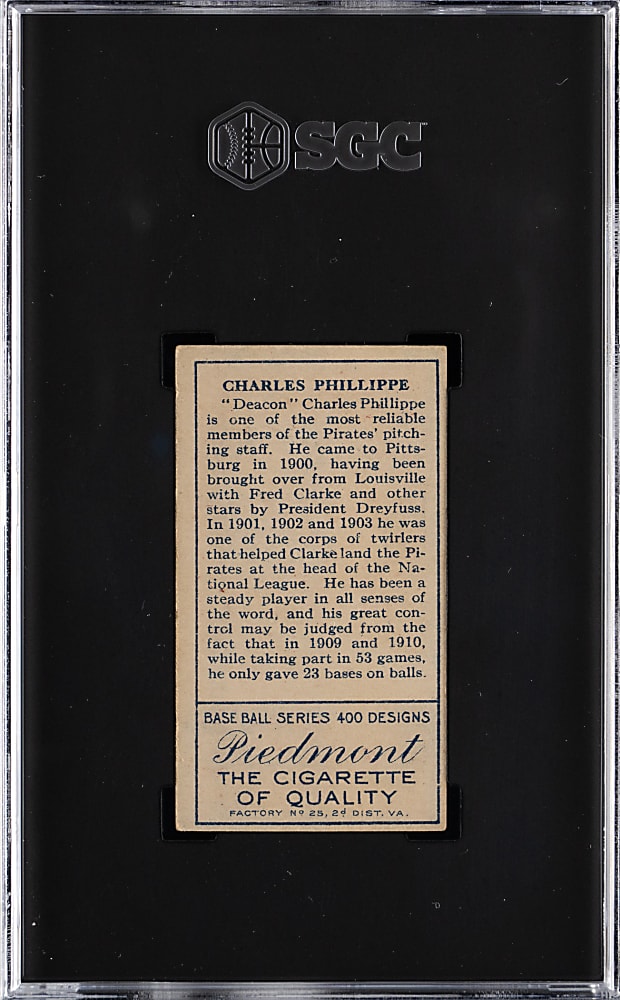 SGC
CHARLES PHILLIPPE
"Deacon" Charles Phillippe
is one of the most reliable
members of the Pirates' pitch-
ing staff. He came to Pitts-
burg in 1900, having been
brought over from Louisville
with Fred Clarke and other
stars by President Dreyfuss.
In 1901, 1902 and 1903 he was
one of the corps of twirlers
that helped Clarke land the Pi-
rates at the head of the Na-
tional League. He has been a
steady player in all senses of
the word, and his great con-
trol may be judged from the
fact that in 1909 and 1910,
while taking part in 53 games,
he only gave 23 bases on balls.
BASE BALL SERIES 400 DESIGNS
Piedmont
THE CIGARETTE
OF QUALITY
FACTORY Nº 25, 2d DIST. VA.